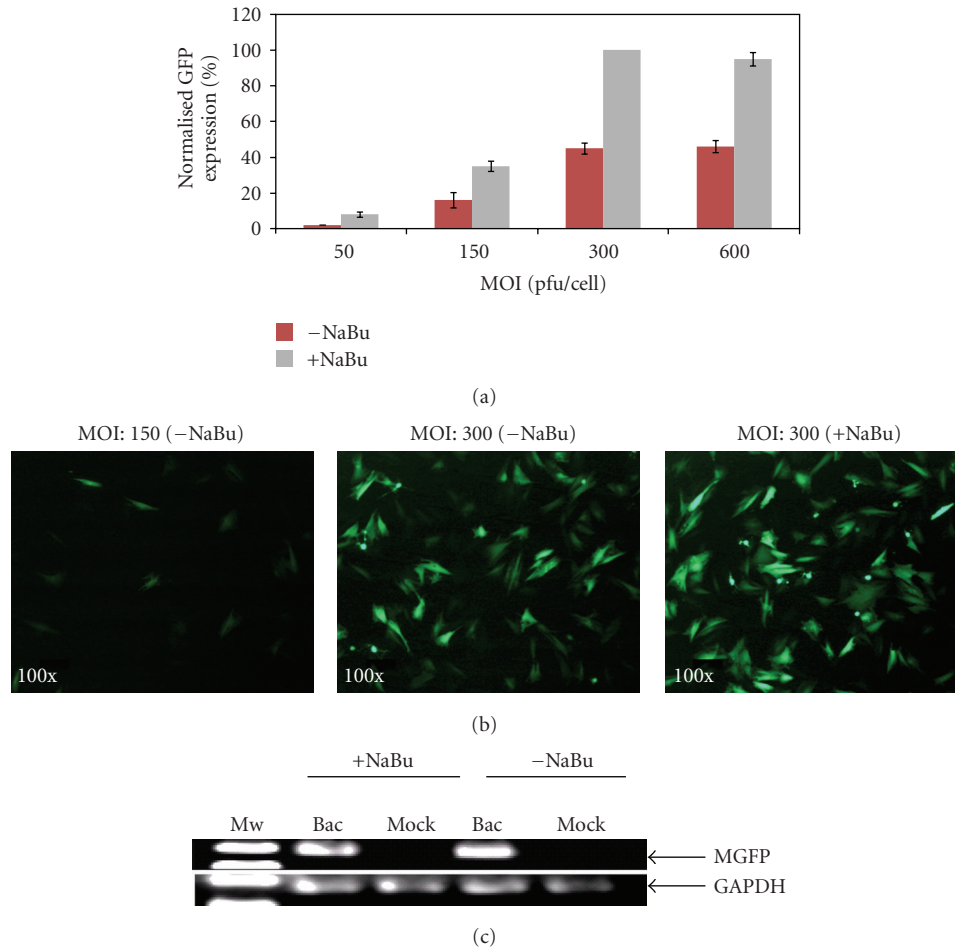 120
100
80
60
40
20
0
Normalised GFP
expression (%)
50 150 300 600
MOI (pfu/cell)
−NaBu
+NaBu
(a)
MOI: 150 (−NaBu) MOI: 300 (−NaBu) MOI: 300 (+NaBu)
100x 100x 100x
(b)
+NaBu −NaBu
Mw Bac Mock Bac Mock
MGFP
GAPDH
(c)